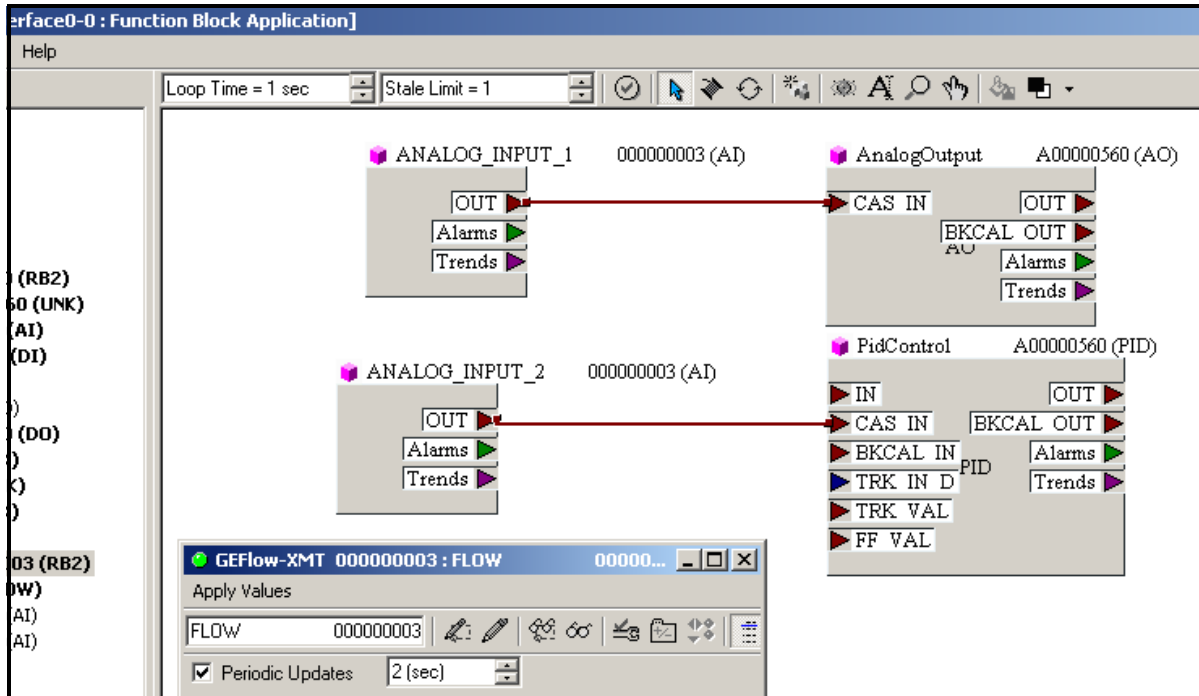 erface0-0 : Function Block Application]
Help
Loop Time = 1 sec
Stale Limit = 1
(RB2)
60 (UNK)
(AI)
(DI)
(DO)
03 (RB2)
(AI)
(AI)
ANALOG_INPUT_1 000000003 (AI)
OUT
Alarms
Trends
AnalogOutput A00000560 (AO)
CAS IN
OUT
BKCAL OUT
AO
Alarms
Trends
ANALOG_INPUT_2 000000003 (AI)
OUT
Alarms
Trends
PidControl A00000560 (PID)
IN
CAS IN
BKCAL IN
TRK IN D
TRK VAL
FF VAL
PID
OUT
BKCAL OUT
Alarms
Trends
GEFlow-XMT 000000003 : FLOW 00000...
Apply Values
FLOW 000000003
Periodic Updates 2 (sec)